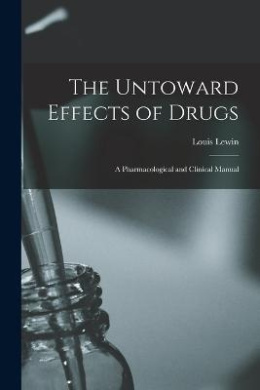 The Untoward
Effects of Drugs
Louis Lewin
A Pharmacological and Clinical Manual